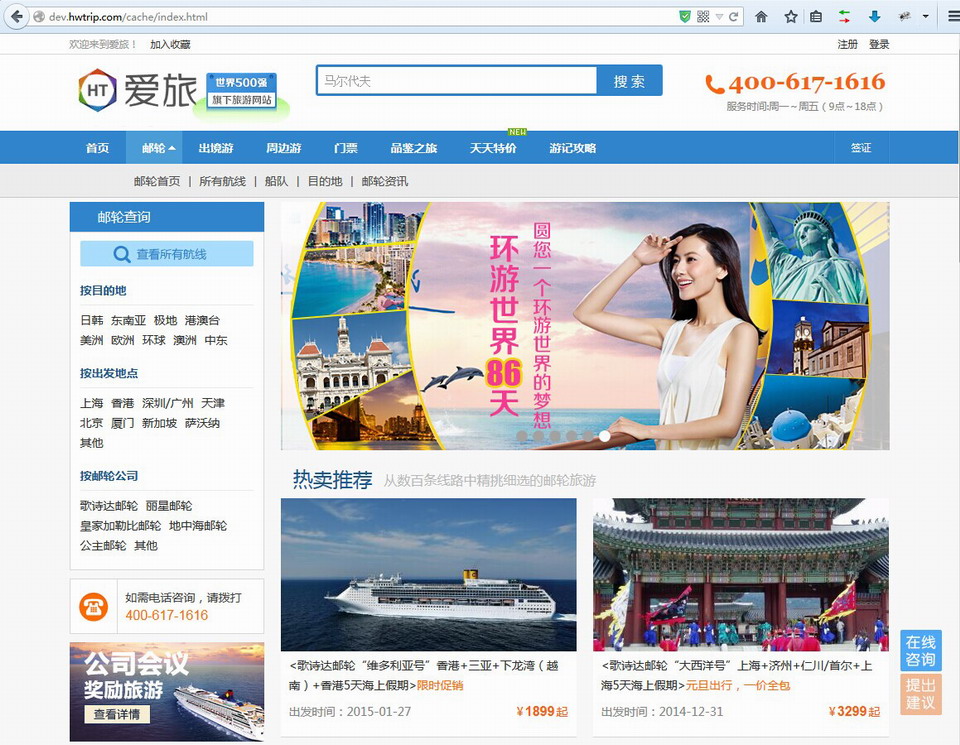 dev.hwtrip.com/cache/index.html
欢迎来到爱旅！ 加入收藏 注册 登录
HT 爱旅
世界500强
旗下旅游网站
马尔代夫 搜 索
400-617-1616
服务时间:周一～周五（9点～18点）
NEW
首页 邮轮 出境游 周边游 门票 品鉴之旅 天天特价 游记攻略 签证
邮轮首页 | 所有航线 | 船队 | 目的地 | 邮轮资讯
邮轮查询
查看所有航线
按目的地
日韩 东南亚 极地 港澳台
美洲 欧洲 环球 澳洲 中东
按出发地点
上海 香港 深圳/广州 天津
北京 厦门 新加坡 萨沃纳
其他
按邮轮公司
歌诗达邮轮 丽星邮轮
皇家加勒比邮轮 地中海邮轮
公主邮轮 其他
如需电话咨询，请拨打
400-617-1616
公司会议
奖励旅游
查看详情
圆您一个环游世界的梦想
环游世界86天
热卖推荐 从数百条线路中精挑细选的邮轮旅游
<歌诗达邮轮“维多利亚号”香港+三亚+下龙湾（越
南）+香港5天海上假期>限时促销
出发时间：2015-01-27 ¥1899起
<歌诗达邮轮“大西洋号”上海+济州+仁川/首尔+上
海5天海上假期>元旦出行，一价全包
出发时间：2014-12-31 ¥3299起
在线
咨询
提出
建议